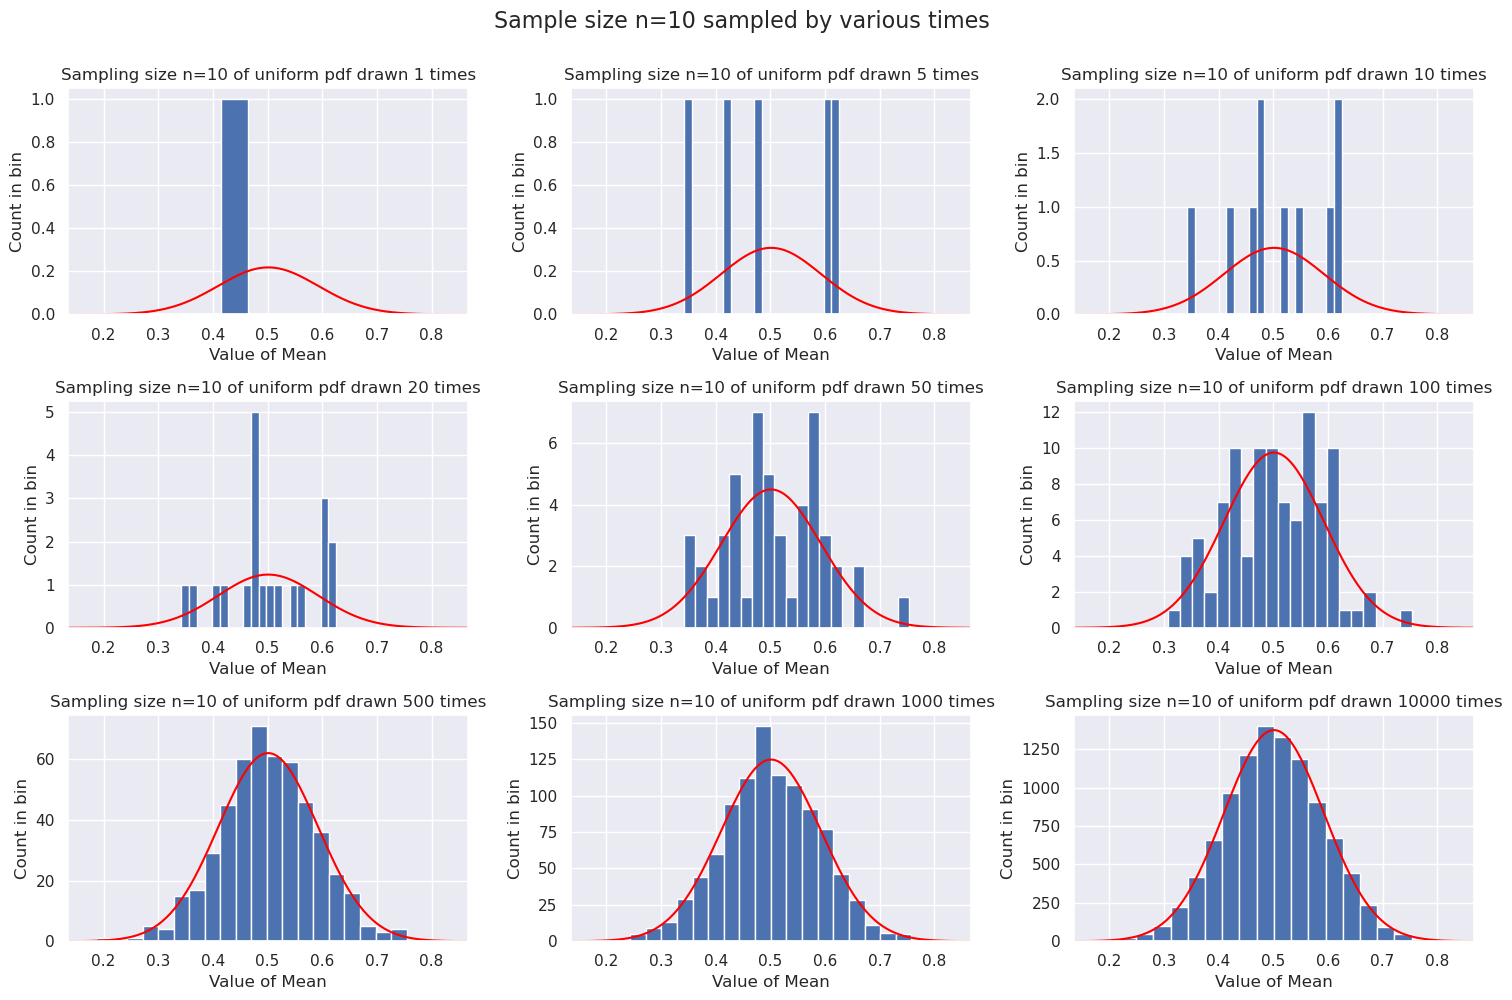 Sample size n=10 sampled by various times
Sampling size n=10 of uniform pdf drawn 1 times
Count in bin
1.0
0.8
0.6
0.4
0.2
0.0
0.2 0.3 0.4 0.5 0.6 0.7 0.8
Value of Mean
Sampling size n=10 of uniform pdf drawn 5 times
Count in bin
1.0
0.8
0.6
0.4
0.2
0.0
0.2 0.3 0.4 0.5 0.6 0.7 0.8
Value of Mean
Sampling size n=10 of uniform pdf drawn 10 times
Count in bin
2.0
1.5
1.0
0.5
0.0
0.2 0.3 0.4 0.5 0.6 0.7 0.8
Value of Mean
Sampling size n=10 of uniform pdf drawn 20 times
Count in bin
5
4
3
2
1
0
0.2 0.3 0.4 0.5 0.6 0.7 0.8
Value of Mean
Sampling size n=10 of uniform pdf drawn 50 times
Count in bin
6
4
2
0
0.2 0.3 0.4 0.5 0.6 0.7 0.8
Value of Mean
Sampling size n=10 of uniform pdf drawn 100 times
Count in bin
12
10
8
6
4
2
0
0.2 0.3 0.4 0.5 0.6 0.7 0.8
Value of Mean
Sampling size n=10 of uniform pdf drawn 500 times
Count in bin
60
40
20
0
0.2 0.3 0.4 0.5 0.6 0.7 0.8
Value of Mean
Sampling size n=10 of uniform pdf drawn 1000 times
Count in bin
150
125
100
75
50
25
0
0.2 0.3 0.4 0.5 0.6 0.7 0.8
Value of Mean
Sampling size n=10 of uniform pdf drawn 10000 times
Count in bin
1250
1000
750
500
250
0
0.2 0.3 0.4 0.5 0.6 0.7 0.8
Value of Mean